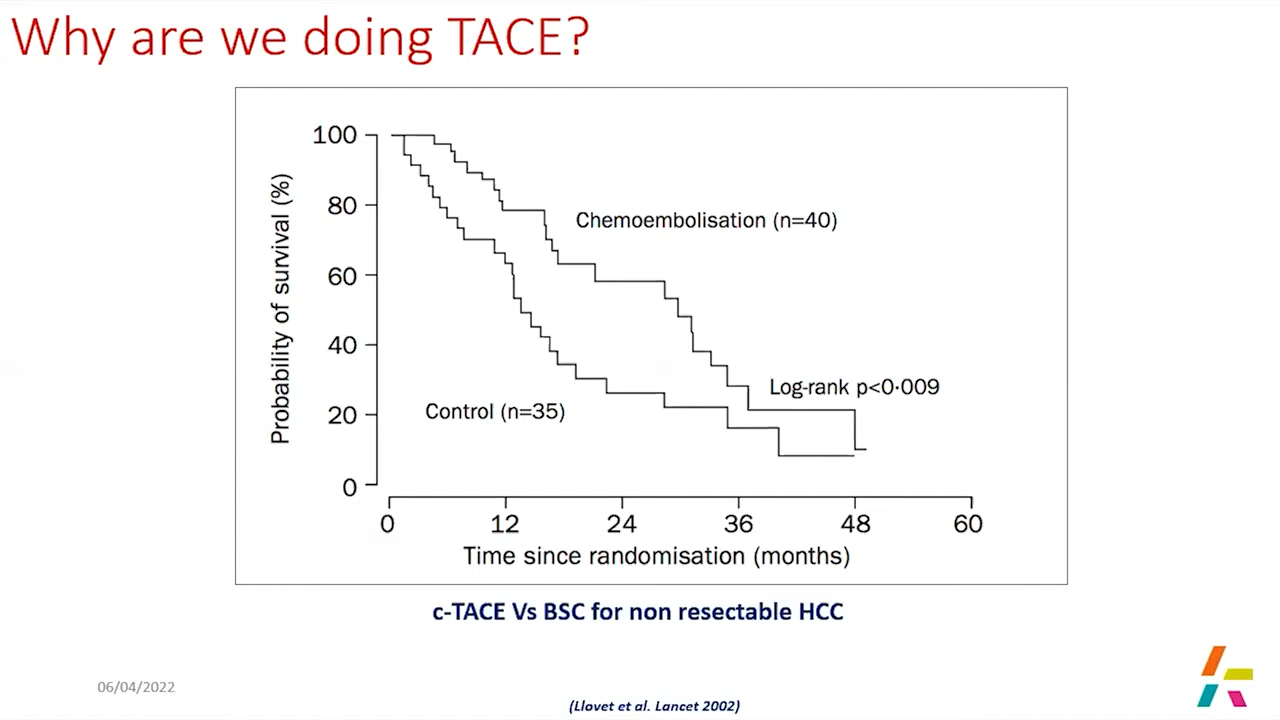 Why are we doing TACE?
100
80
60
40
20
0
Probability of survival (%)
Chemoembolisation (n=40)
Log-rank p<0·009
Control (n=35)
0 12 24 36 48 60
Time since randomisation (months)
c-TACE Vs BSC for non resectable HCC
06/04/2022
(Llovet et al. Lancet 2002)